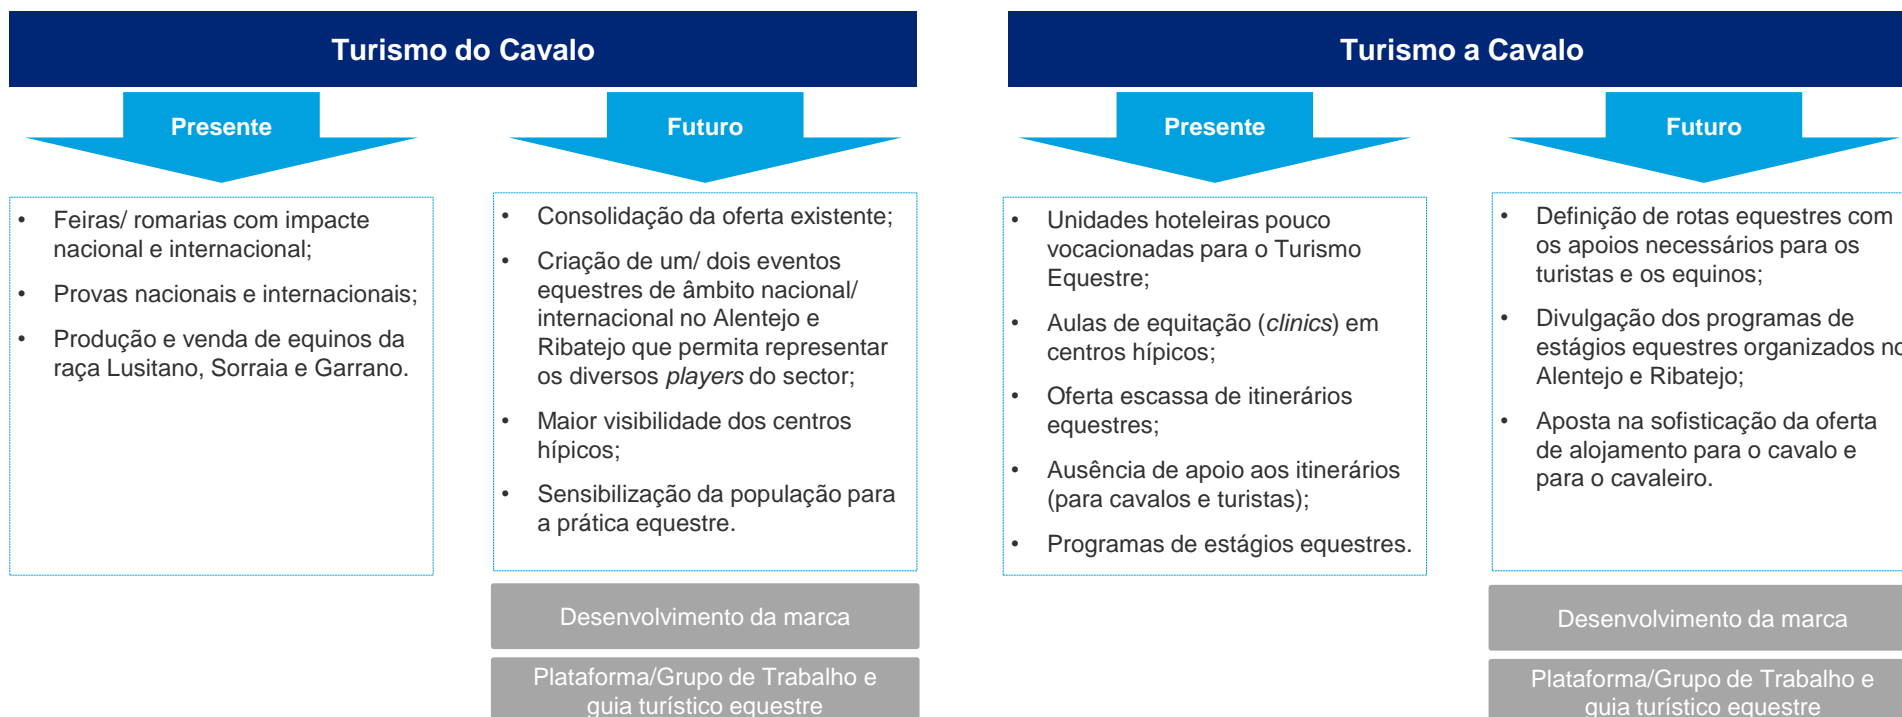 Turismo do Cavalo
Presente
• Feiras/ romarias com impacte
nacional e internacional;
• Provas nacionais e internacionais;
• Produção e venda de equinos da
raça Lusitano, Sorraia e Garrano.
Futuro
• Consolidação da oferta existente;
• Criação de um/ dois eventos
equestres de âmbito nacional/
internacional no Alentejo e
Ribatejo que permita representar
os diversos players do sector;
• Maior visibilidade dos centros
hípicos;
• Sensibilização da população para
a prática equestre.
Desenvolvimento da marca
Plataforma/Grupo de Trabalho e
guia turístico equestre
Turismo a Cavalo
Presente
• Unidades hoteleiras pouco
vocacionadas para o Turismo
Equestre;
• Aulas de equitação (clinics) em
centros hípicos;
• Oferta escassa de itinerários
equestres;
• Ausência de apoio aos itinerários
(para cavalos e turistas);
• Programas de estágios equestres.
Futuro
• Definição de rotas equestres com
os apoios necessários para os
turistas e os equinos;
• Divulgação dos programas de
estágios equestres organizados no
Alentejo e Ribatejo;
• Aposta na sofisticação da oferta
de alojamento para o cavalo e
para o cavaleiro.
Desenvolvimento da marca
Plataforma/Grupo de Trabalho e
guia turístico equestre